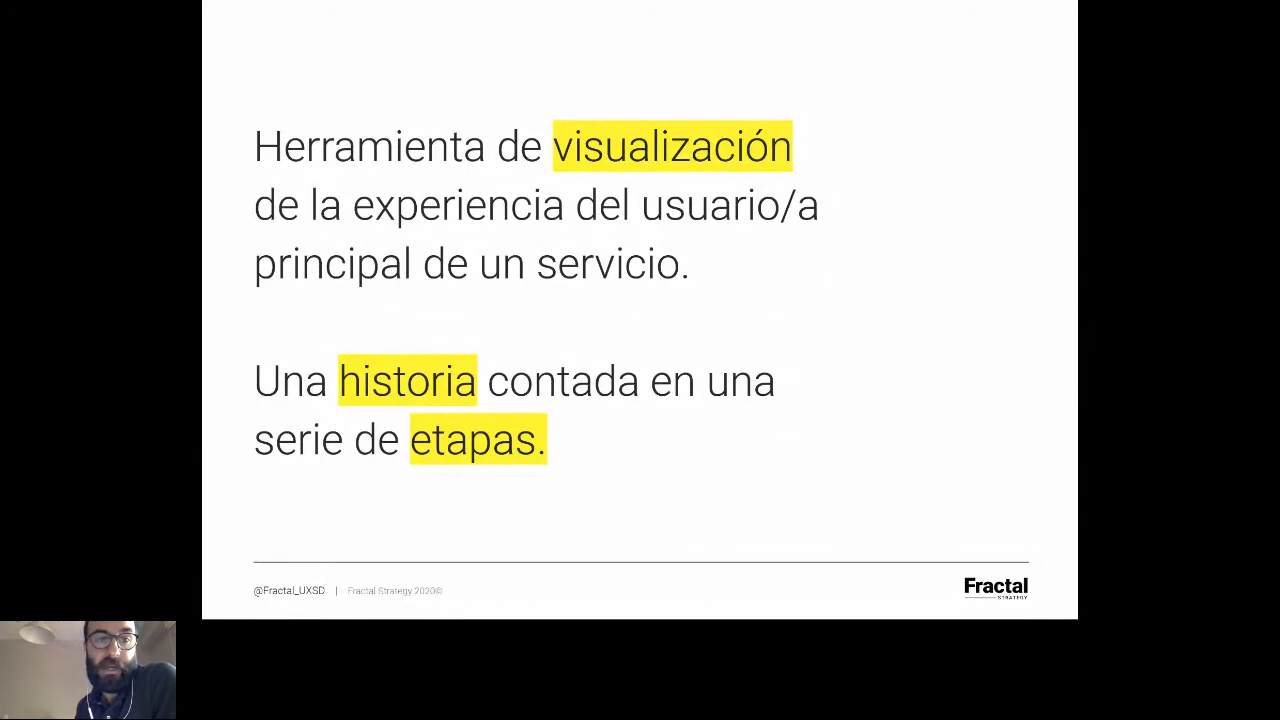 Herramienta de visualización
de la experiencia del usuario/a
principal de un servicio.
Una historia contada en una
serie de etapas.
@Fractal_UXSD | Fractal Strategy 2020©
Fractal
STRATEGY